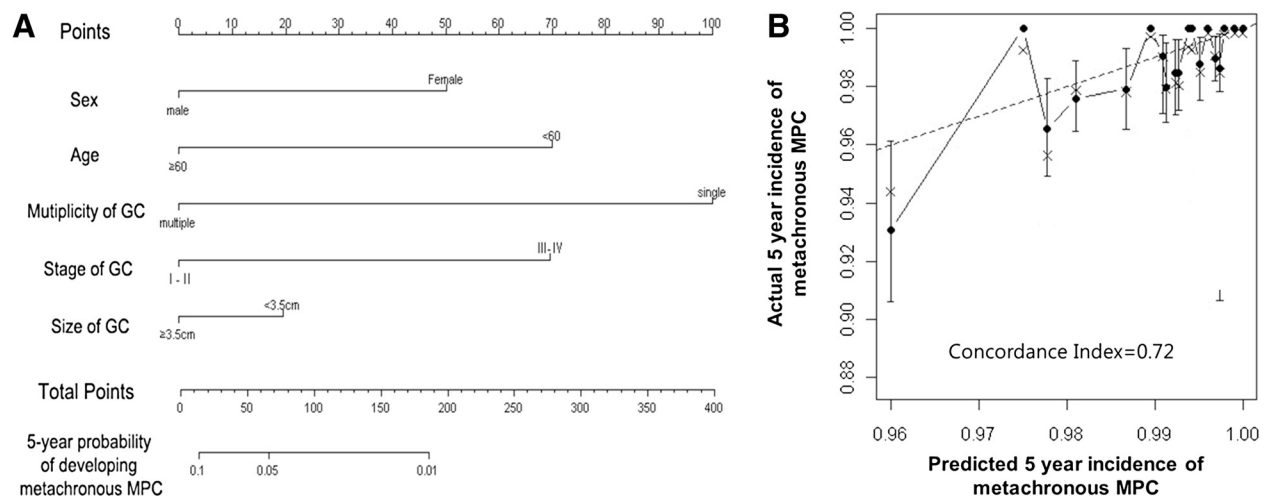 A
Points
0 10 20 30 40 50 60 70 80 90 100
Sex
Female
male
Age
<60
≥60
Mutiplicity of GC
single
multiple
Stage of GC
III-IV
I - II
Size of GC
<3.5cm
≥3.5cm
Total Points
0 50 100 150 200 250 300 350 400
5-year probability
of developing
metachronous MPC
0.1 0.05 0.01
B
Actual 5 year incidence of
metachronous MPC
1.00
0.98
0.96
0.94
0.92
0.90
0.88
Concordance Index=0.72
0.96 0.97 0.98 0.99 1.00
Predicted 5 year incidence of
metachronous MPC